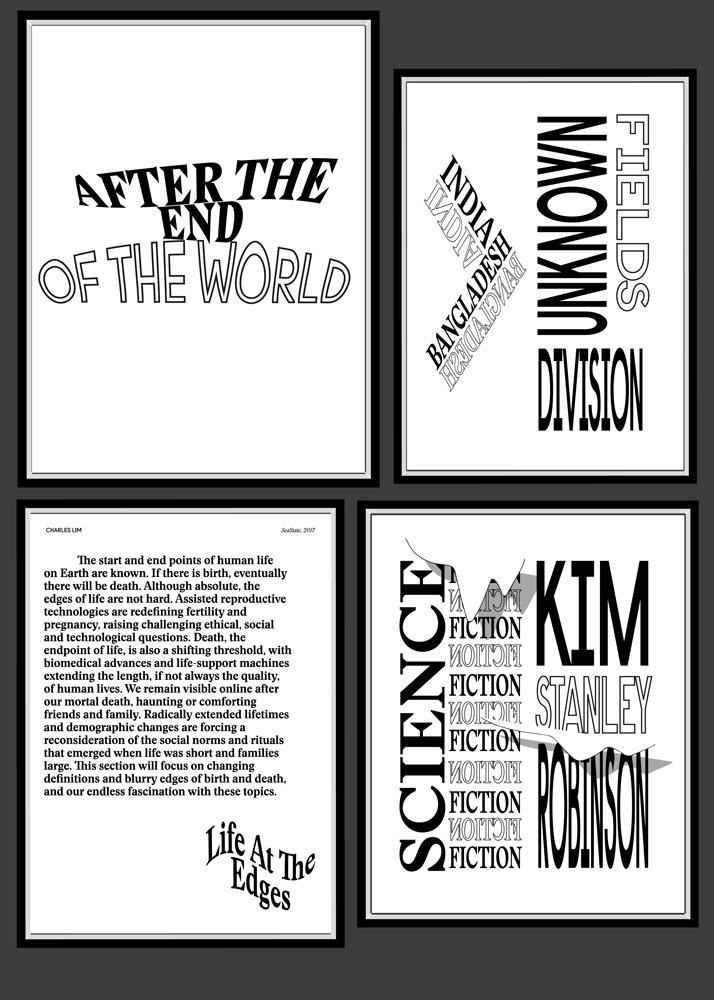 AFTER THE
END
OF THE WORLD
INDIA
INDIA
BANGLADESH
BANGLADESH
UNKNOWN
FIELDS
DIVISION
CHARLES LIM
SeaState, 2017
The start and end points of human life
on Earth are known. If there is birth, eventually
there will be death. Although absolute, the
edges of life are not hard. Assisted reproductive
technologies are redefining fertility and
pregnancy, raising challenging ethical, social
and technological questions. Death, the
endpoint of life, is also a shifting threshold, with
biomedical advances and life-support machines
extending the length, if not always the quality,
of human lives. We remain visible online after
our mortal death, haunting or comforting
friends and family. Radically extended lifetimes
and demographic changes are forcing a
reconsideration of the social norms and rituals
that emerged when life was short and families
large. This section will focus on changing
definitions and blurry edges of birth and death,
and our endless fascination with these topics.
Life At The
Edges
SCIENCE
FICTION
FICTION
FICTION
FICTION
FICTION
FICTION
FICTION
FICTION
FICTION
FICTION
KIM
STANLEY
ROBINSON